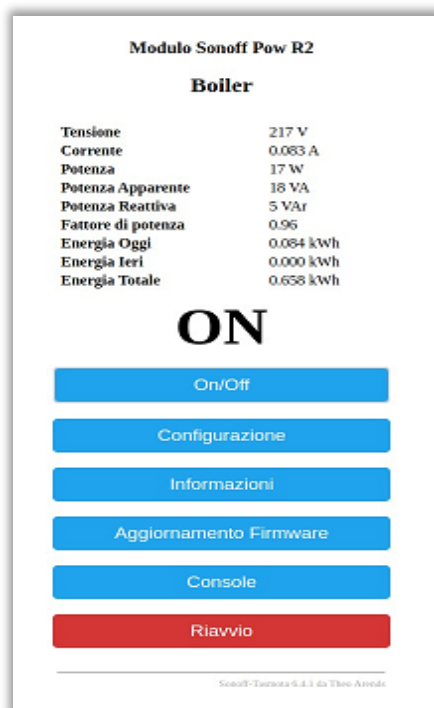 Modulo Sonoff Pow R2
Boiler
Tensione 217 V
Corrente 0.083 A
Potenza 17 W
Potenza Apparente 18 VA
Potenza Reattiva 5 VAr
Fattore di potenza 0.96
Energia Oggi 0.084 kWh
Energia Ieri 0.000 kWh
Energia Totale 0.658 kWh
ON
On/Off
Configurazione
Informazioni
Aggiornamento Firmware
Console
Riavvio
Sonoff-Tasmota 6.4.1 da Theo Arends